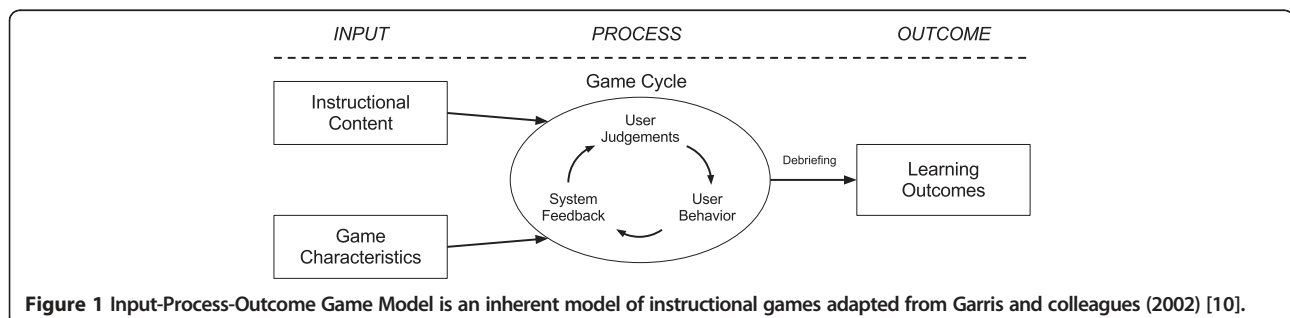 INPUT
PROCESS
OUTCOME
Instructional
Content
Game
Characteristics
Game Cycle
User
Judgements
User
Behavior
System
Feedback
Debriefing
Learning
Outcomes
Figure 1 Input-Process-Outcome Game Model is an inherent model of instructional games adapted from Garris and colleagues (2002) [10].